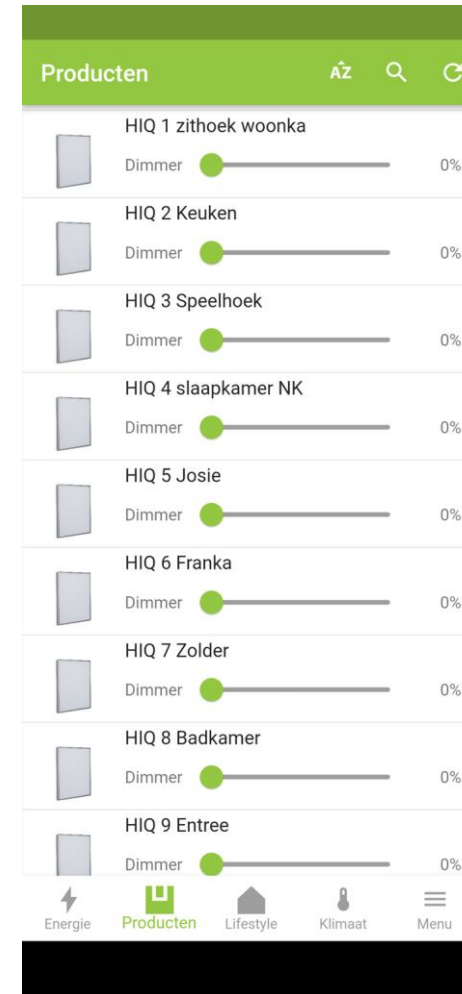 Producten AZ
HIQ 1 zithoek woonka
Dimmer 0%
HIQ 2 Keuken
Dimmer 0%
HIQ 3 Speelhoek
Dimmer 0%
HIQ 4 slaapkamer NK
Dimmer 0%
HIQ 5 Josie
Dimmer 0%
HIQ 6 Franka
Dimmer 0%
HIQ 7 Zolder
Dimmer 0%
HIQ 8 Badkamer
Dimmer 0%
HIQ 9 Entree
Dimmer 0%
Energie Producten Lifestyle Klimaat Menu